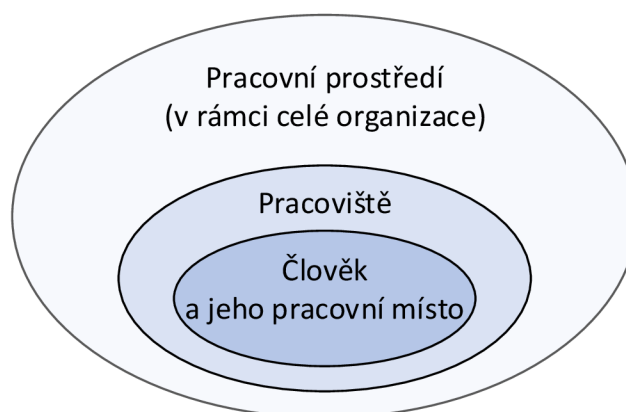 Pracovní prostředí
(v rámci celé organizace)
Pracoviště
Člověk
a jeho pracovní místo